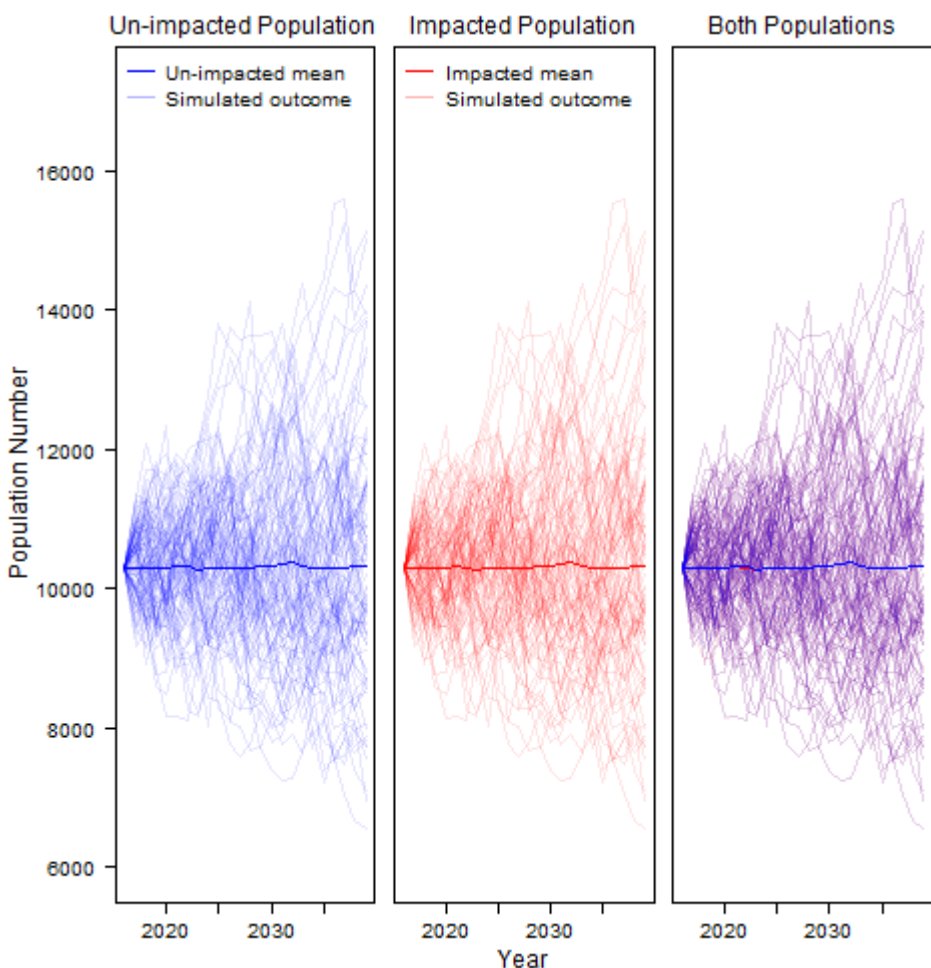 Un-impacted Population
Impacted Population
Both Populations
Un-impacted mean
Simulated outcome
Impacted mean
Simulated outcome
Population Number
16000
14000
12000
10000
8000
6000
2020
2030
2020
2030
2020
2030
Year